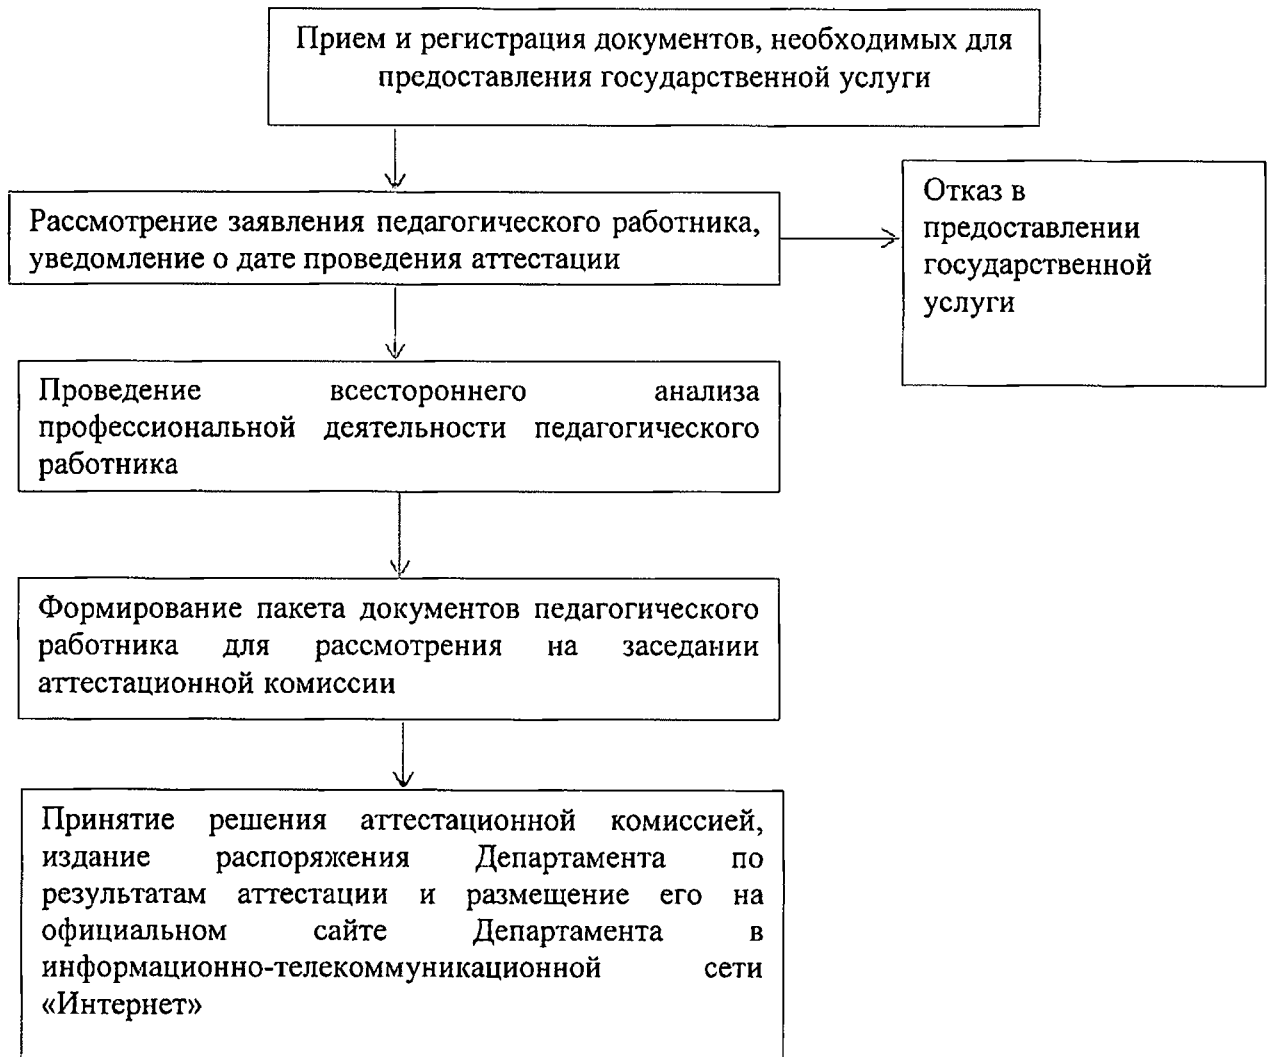 Прием и регистрация документов, необходимых для
предоставления государственной услуги
Рассмотрение заявления педагогического работника,
уведомление о дате проведения аттестации
Отказ в
предоставлении
государственной
услуги
Проведение всестороннего анализа
профессиональной деятельности педагогического
работника
Формирование пакета документов педагогического
работника для рассмотрения на заседании
аттестационной комиссии
Принятие решения аттестационной комиссией,
издание распоряжения Департамента по
результатам аттестации и размещение его на
официальном сайте Департамента в
информационно-телекоммуникационной сети
«Интернет»